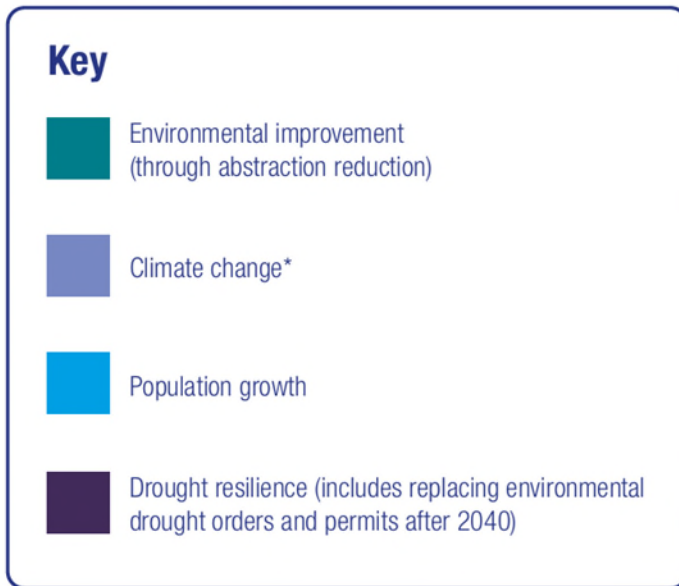 Key
Environmental improvement
(through abstraction reduction)
Climate change*
Population growth
Drought resilience (includes replacing environmental
drought orders and permits after 2040)